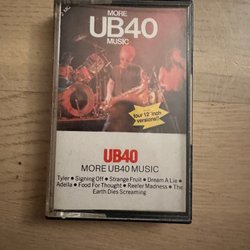 MORE
UB40
MUSIC
four 12" inch
versions!!
UB40
MORE UB40 MUSIC
Tyler • Signing Off • Strange Fruit • Dream A Lie •
Adella • Food For Thought • Reefer Madness • The
Earth Dies Screaming